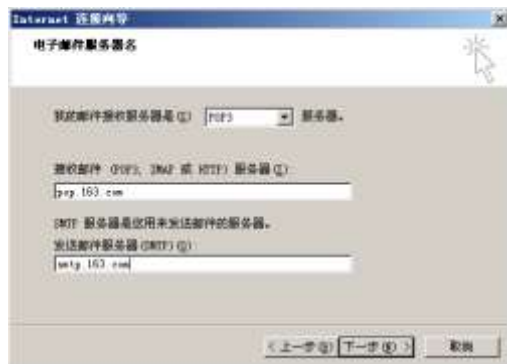 Internet 连接向导
电子邮件服务器名
我的邮件接收服务器是(S) POP3 服务器。
接收邮件 (POP3, IMAP 或 HTTP) 服务器(I):
pop.163.com
SMTP 服务器是您用来发送邮件的服务器。
发送邮件服务器(SMTP)(O):
smtp.163.com
< 上一步(B) 下一步(N) > 取消